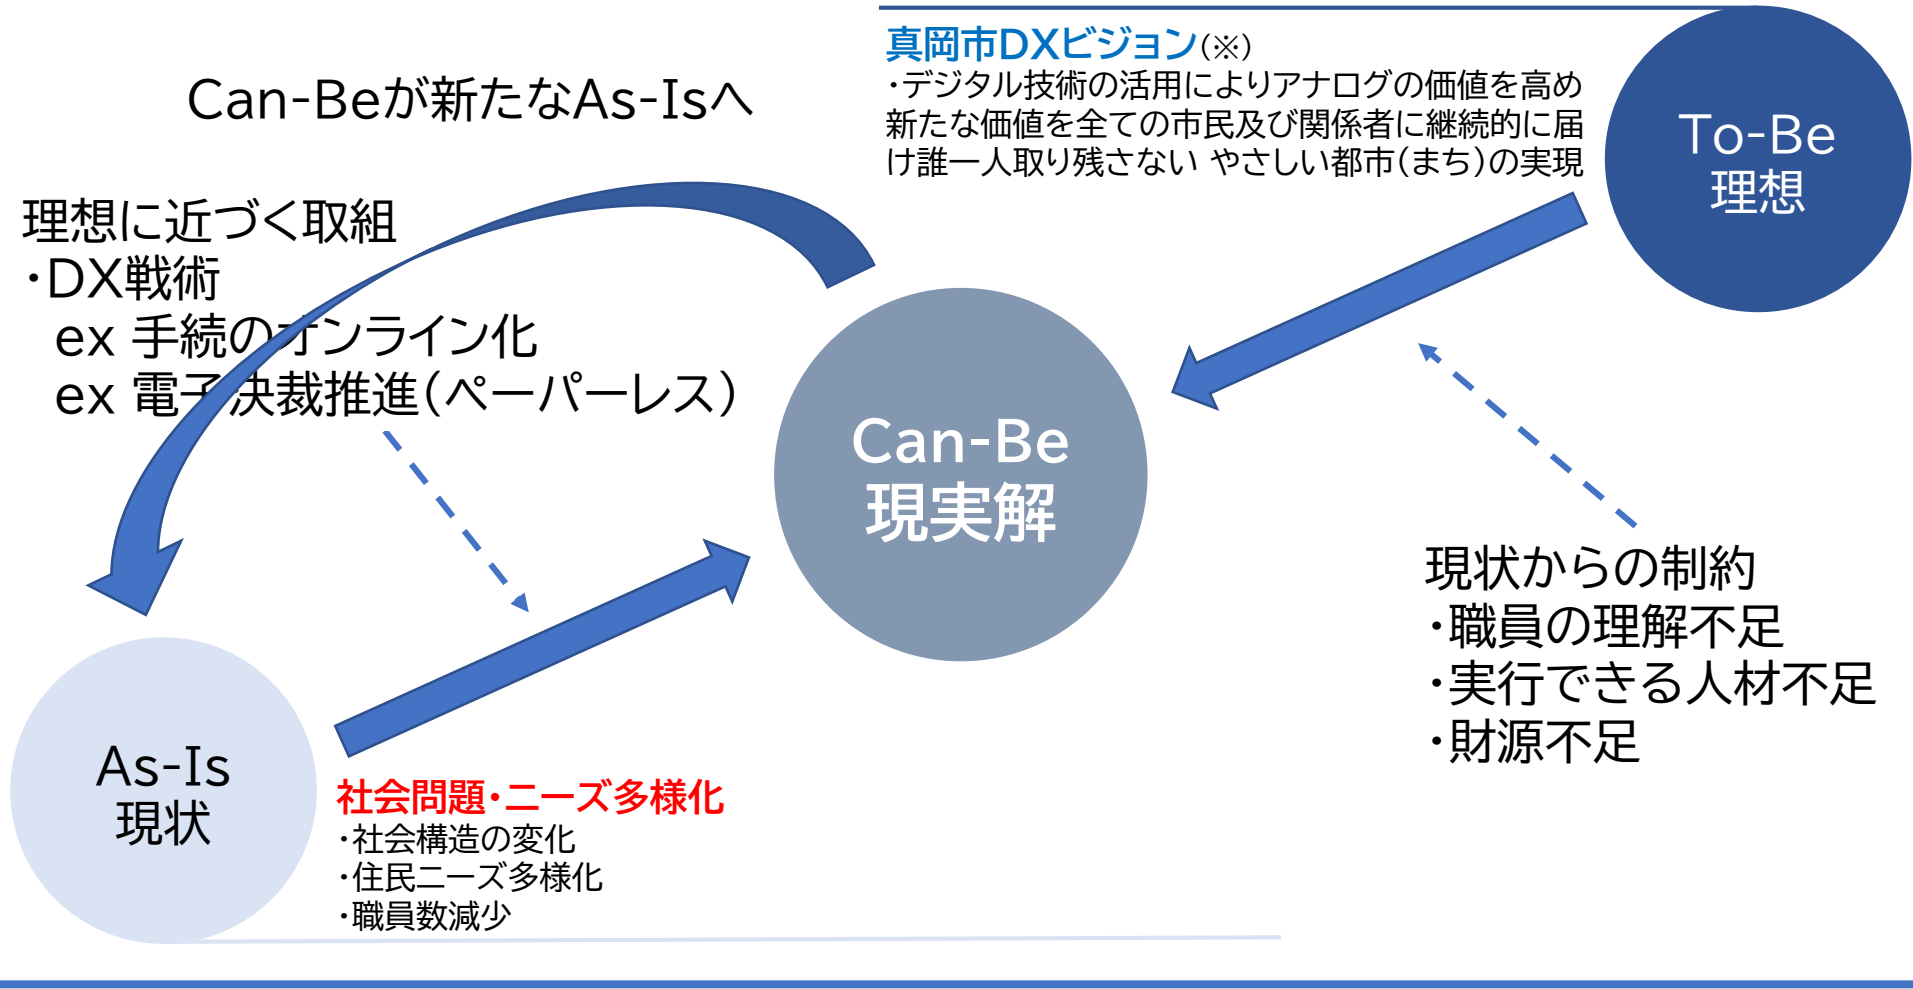 真岡市DXビジョン(※)
・デジタル技術の活用によりアナログの価値を高め
新たな価値を全ての市民及び関係者に継続的に届
け誰一人取り残さない やさしい都市(まち)の実現
To-Be
理想
Can-Beが新たなAs-Isへ
理想に近づく取組
・DX戦術
ex 手続のオンライン化
ex 電子決裁推進(ペーパーレス)
Can-Be
現実解
現状からの制約
・職員の理解不足
・実行できる人材不足
・財源不足
As-Is
現状
社会問題・ニーズ多様化
・社会構造の変化
・住民ニーズ多様化
・職員数減少